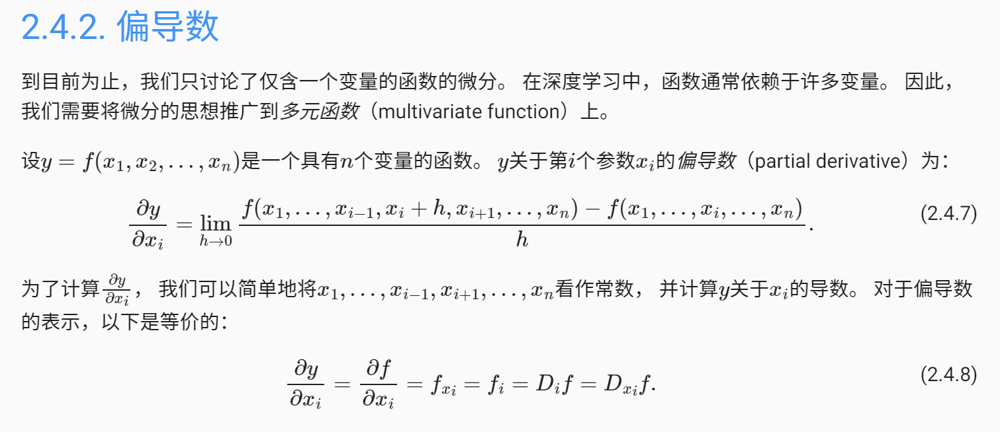 2.4.2. 偏导数
到目前为止，我们只讨论了仅含一个变量的函数的微分。 在深度学习中，函数通常依赖于许多变量。 因此，
我们需要将微分的思想推广到多元函数（multivariate function）上。
设$y = f(x_1, x_2, \ldots, x_n)$是一个具有$n$个变量的函数。 $y$关于第$i$个参数$x_i$的偏导数（partial derivative）为：
$\frac{\partial y}{\partial x_i} = \lim_{h \to 0} \frac{f(x_1, \ldots, x_{i-1}, x_i + h, x_{i+1}, \ldots, x_n) - f(x_1, \ldots, x_i, \ldots, x_n)}{h}.$ (2.4.7)
为了计算$\frac{\partial y}{\partial x_i}$， 我们可以简单地将$x_1, \ldots, x_{i-1}, x_{i+1}, \ldots, x_n$看作常数， 并计算$y$关于$x_i$的导数。 对于偏导数
的表示，以下是等价的：
$\frac{\partial y}{\partial x_i} = \frac{\partial f}{\partial x_i} = f_{x_i} = f_i = D_i f = D_{x_i} f.$ (2.4.8)